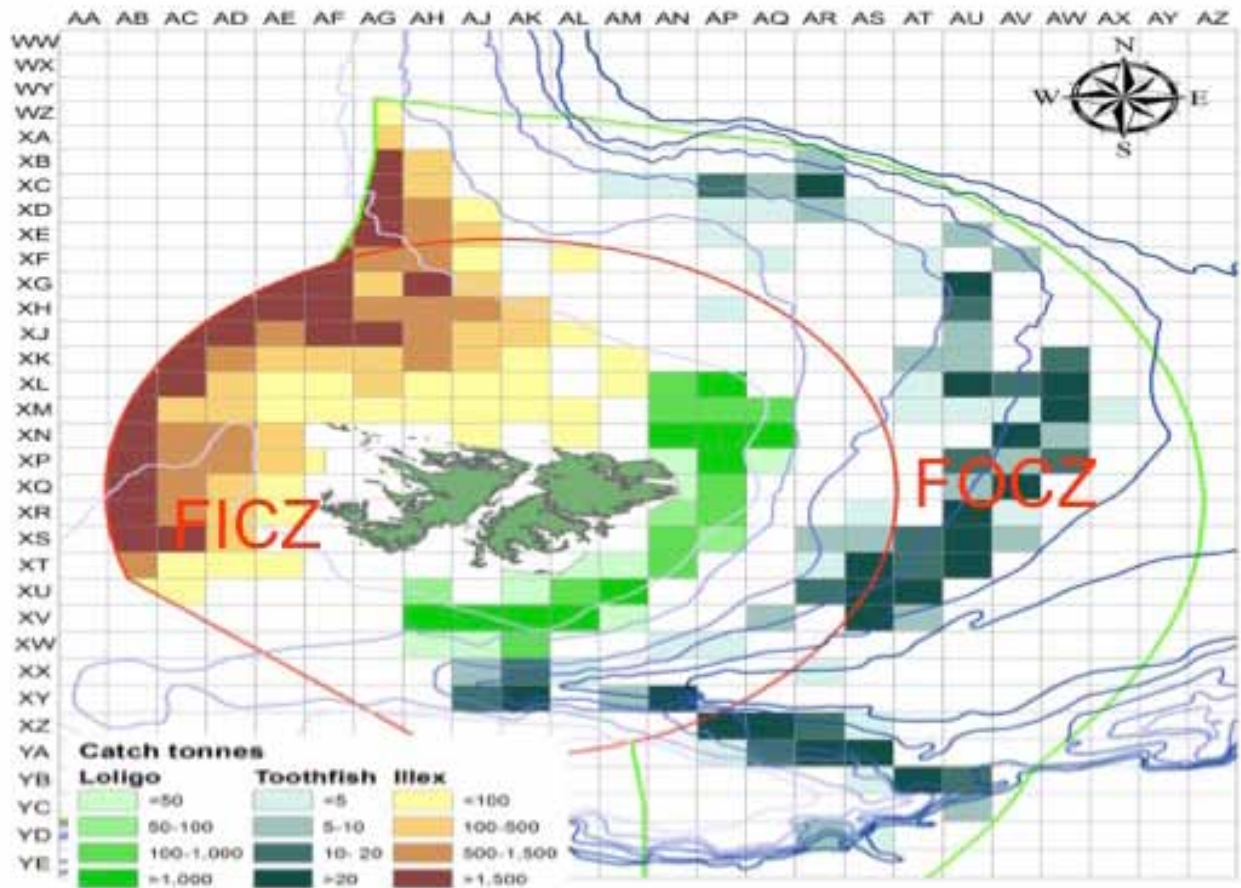 AA AB AC AD AE AF AG AH AJ AK AL AM AN AP AQ AR AS AT AU AV AW AX AY AZ
WW
WX
WY
WZ
XA
XB
XC
XD
XE
XF
XG
XH
XJ
XK
XL
XM
XN
XP
XQ
XR
XS
XT
XU
XV
XW
XX
XY
XZ
YA
YB
YC
YD
YE
N
W E
S
FICZ
FOCZ
Catch tonnes
Loligo Toothfish Illex
<50 <5 <100
50-100 5-10 100-500
100-1,000 10- 20 500-1,500
>1,000 >20 >1,500